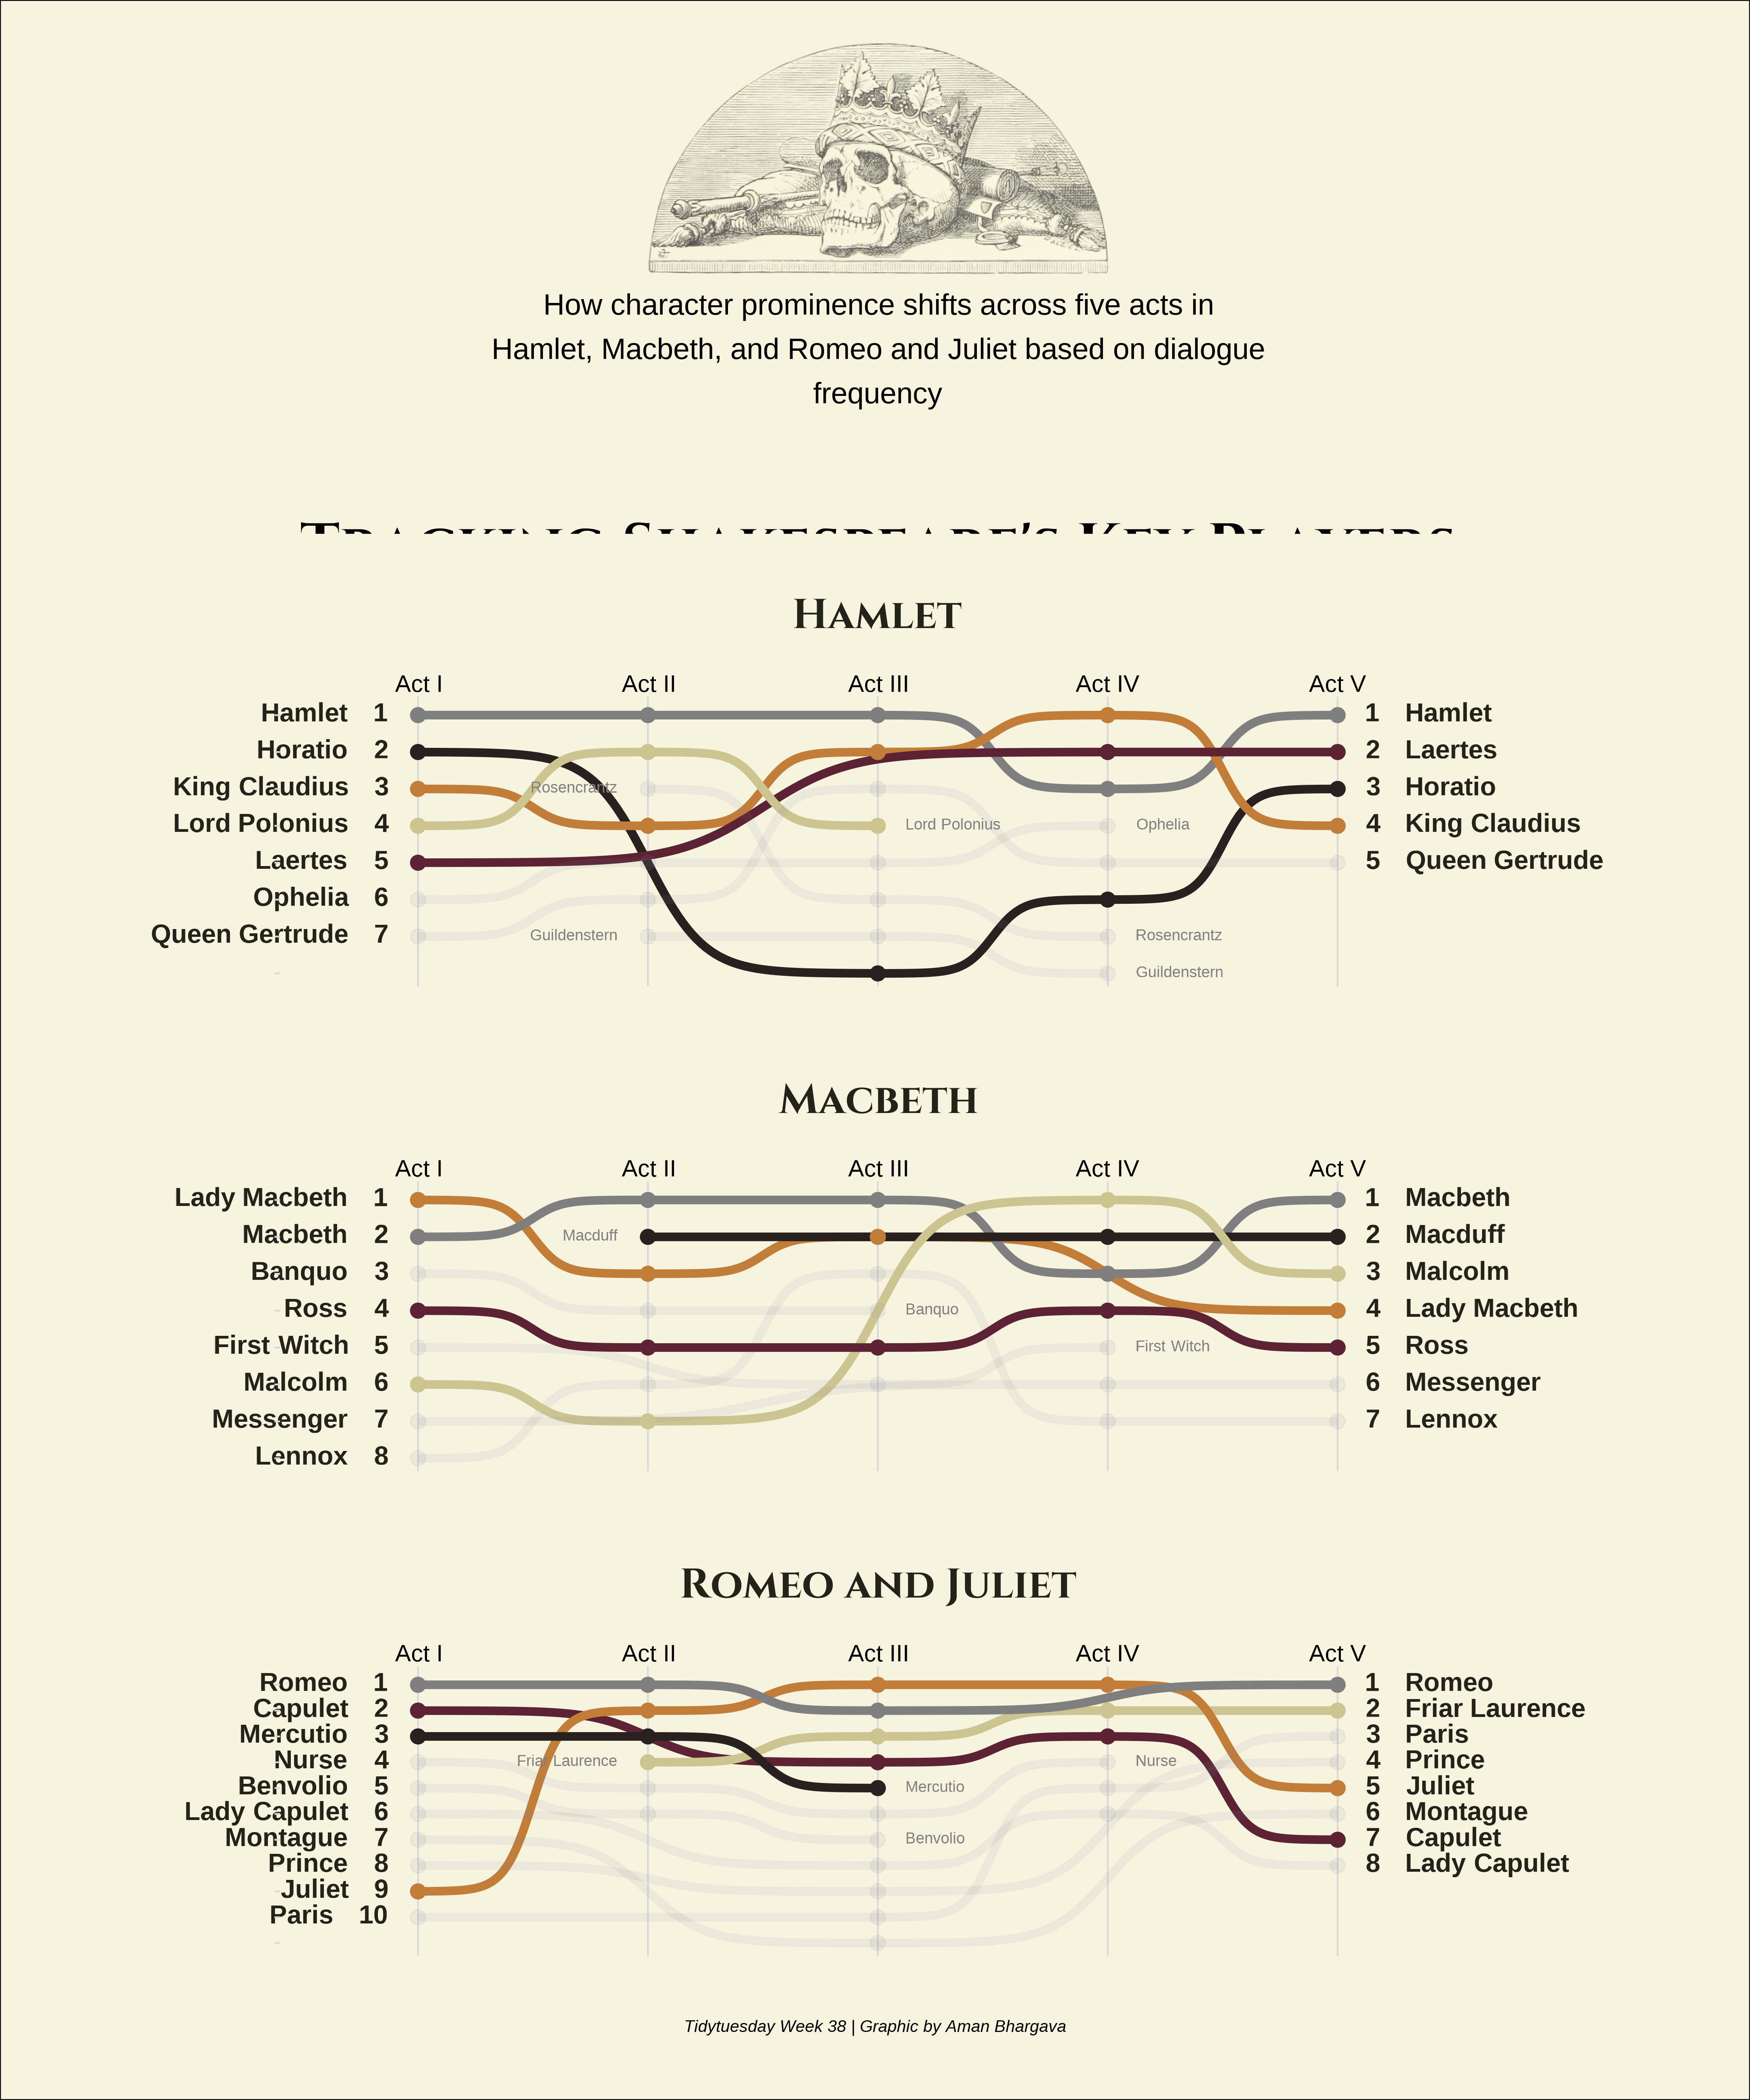 How character prominence shifts across five acts in
Hamlet, Macbeth, and Romeo and Juliet based on dialogue
frequency
Tracking Shakespeare's Key Players
Hamlet
Act I Act II Act III Act IV Act V
Hamlet 1 1 Hamlet
Horatio 2 2 Laertes
King Claudius 3 Rosencrantz 3 Horatio
Lord Polonius 4 Lord Polonius Ophelia 4 King Claudius
Laertes 5 5 Queen Gertrude
Ophelia 6
Queen Gertrude 7 Guildenstern Rosencrantz
Guildenstern
Macbeth
Act I Act II Act III Act IV Act V
Lady Macbeth 1 1 Macbeth
Macbeth 2 Macduff 2 Macduff
Banquo 3 3 Malcolm
Ross 4 Banquo 4 Lady Macbeth
First Witch 5 First Witch 5 Ross
Malcolm 6 6 Messenger
Messenger 7 7 Lennox
Lennox 8
Romeo and Juliet
Act I Act II Act III Act IV Act V
Romeo 1 1 Romeo
Capulet 2 2 Friar Laurence
Mercutio 3 3 Paris
Nurse 4 Friar Laurence Nurse 4 Prince
Benvolio 5 Mercutio 5 Juliet
Lady Capulet 6 6 Montague
Montague 7 Benvolio 7 Capulet
Prince 8 8 Lady Capulet
Juliet 9
Paris 10
Tidytuesday Week 38 | Graphic by Aman Bhargava